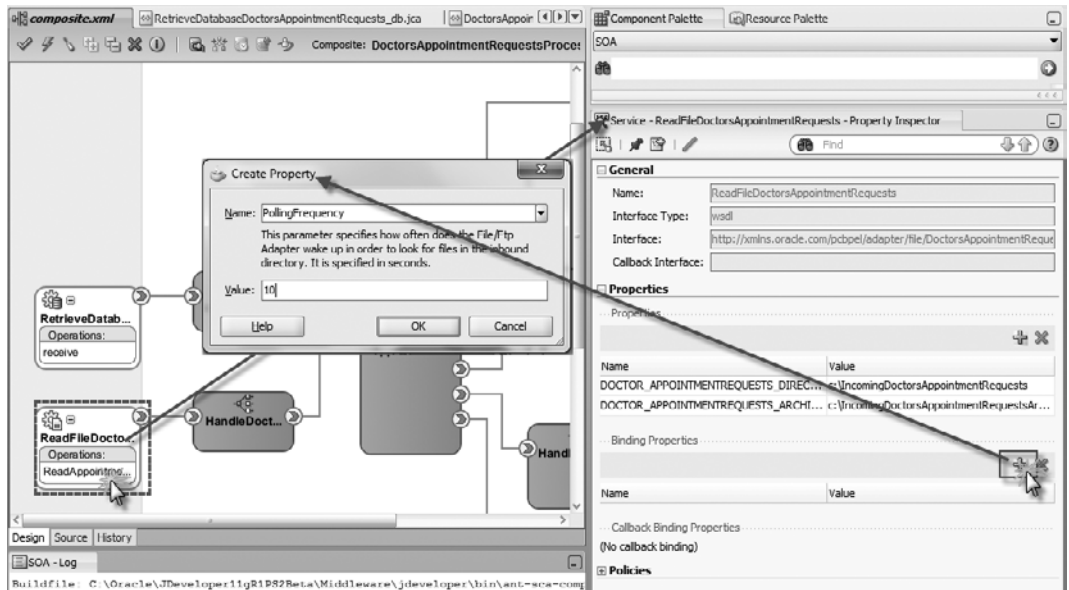 composite.xml
RetrieveDatabaseDoctorsAppointmentRequests_db.jca
DoctorsAppoir
Composite: DoctorsAppointmentRequestsProce:
Create Property
Name: PollingFrequency
This parameter specifies how often does the File/Ftp
Adapter wake up in order to look for files in the inbound
directory. It is specified in seconds.
Value: 10
Help
OK
Cancel
RetrieveDatab...
Operations:
receive
ReadFileDocto...
Operations:
ReadAppointme...
HandleDoct...
Handl
Design
Source
History
SOA - Log
Buildfile: C:\Oracle\JDeveloper11gR1PS2Beta\Middleware\jdeveloper\bin\ant-sca-comp
Component Palette
Resource Palette
SOA
Service - ReadFileDoctorsAppointmentRequests - Property Inspector
Find
General
Name: ReadFileDoctorsAppointmentRequests
Interface Type: wsdl
Interface: http://xmlns.oracle.com/pcbpel/adapter/file/DoctorsAppointmentReque
Callback Interface:
Properties
Properties
Name Value
DOCTOR_APPOINTMENTREQUESTS_DIREC... c:\IncomingDoctorsAppointmentRequests
DOCTOR_APPOINTMENTREQUESTS_ARCHI... c:\IncomingDoctorsAppointmentRequestsAr...
Binding Properties
Name Value
Callback Binding Properties
(No callback binding)
Policies